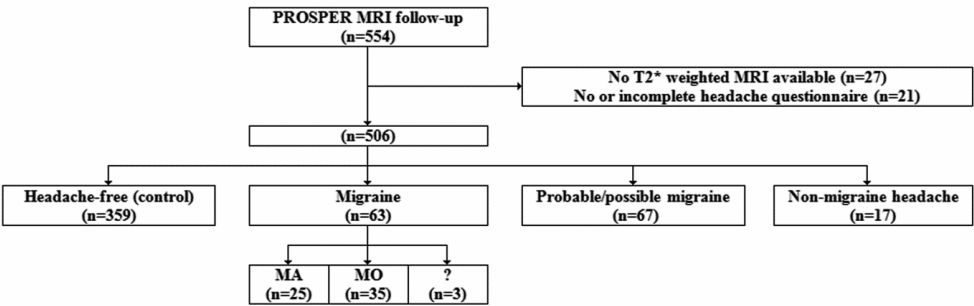 PROSPER MRI follow-up
(n=554)
No T2* weighted MRI available (n=27)
No or incomplete headache questionnaire (n=21)
(n=506)
Headache-free (control)
(n=359)
Migraine
(n=63)
Probable/possible migraine
(n=67)
Non-migraine headache
(n=17)
MA
(n=25)
MO
(n=35)
?
(n=3)